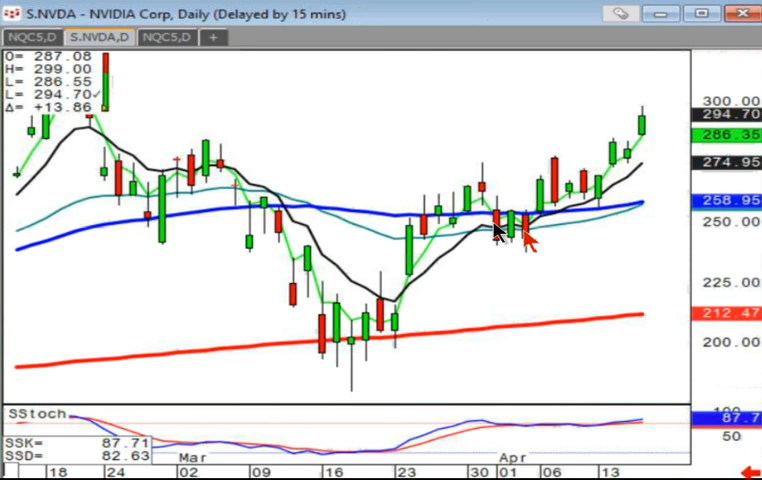 S.NVDA - NVIDIA Corp, Daily (Delayed by 15 mins)
NQC5,D S.NVDA,D NQC5,D +
O= 287.08
H= 299.00
L= 286.55
L= 294.70✓
Δ= +13.86
300.00
294.70
286.35
274.95
258.95
250.00
225.00
212.47
200.00
SStoch
100
87.7
50
SSK= 87.71
SSD= 82.63
Mar Apr
18 24 02 09 16 23 30 01 06 13